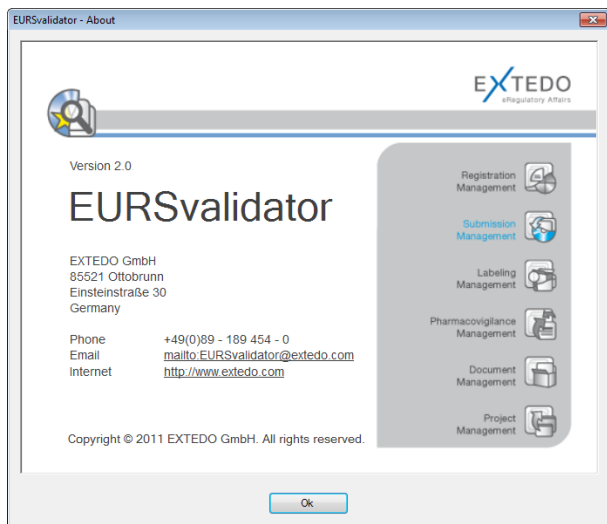 EURSvalidator - About
EXTEDO
eRegulatory Affairs
Version 2.0
EURSvalidator
EXTEDO GmbH
85521 Ottobrunn
Einsteinstraße 30
Germany
Phone +49(0)89 - 189 454 - 0
Email mailto:EURSvalidator@extedo.com
Internet http://www.extedo.com
Copyright © 2011 EXTEDO GmbH. All rights reserved.
Registration
Management
Submission
Management
Labeling
Management
Pharmacovigilance
Management
Document
Management
Project
Management
Ok